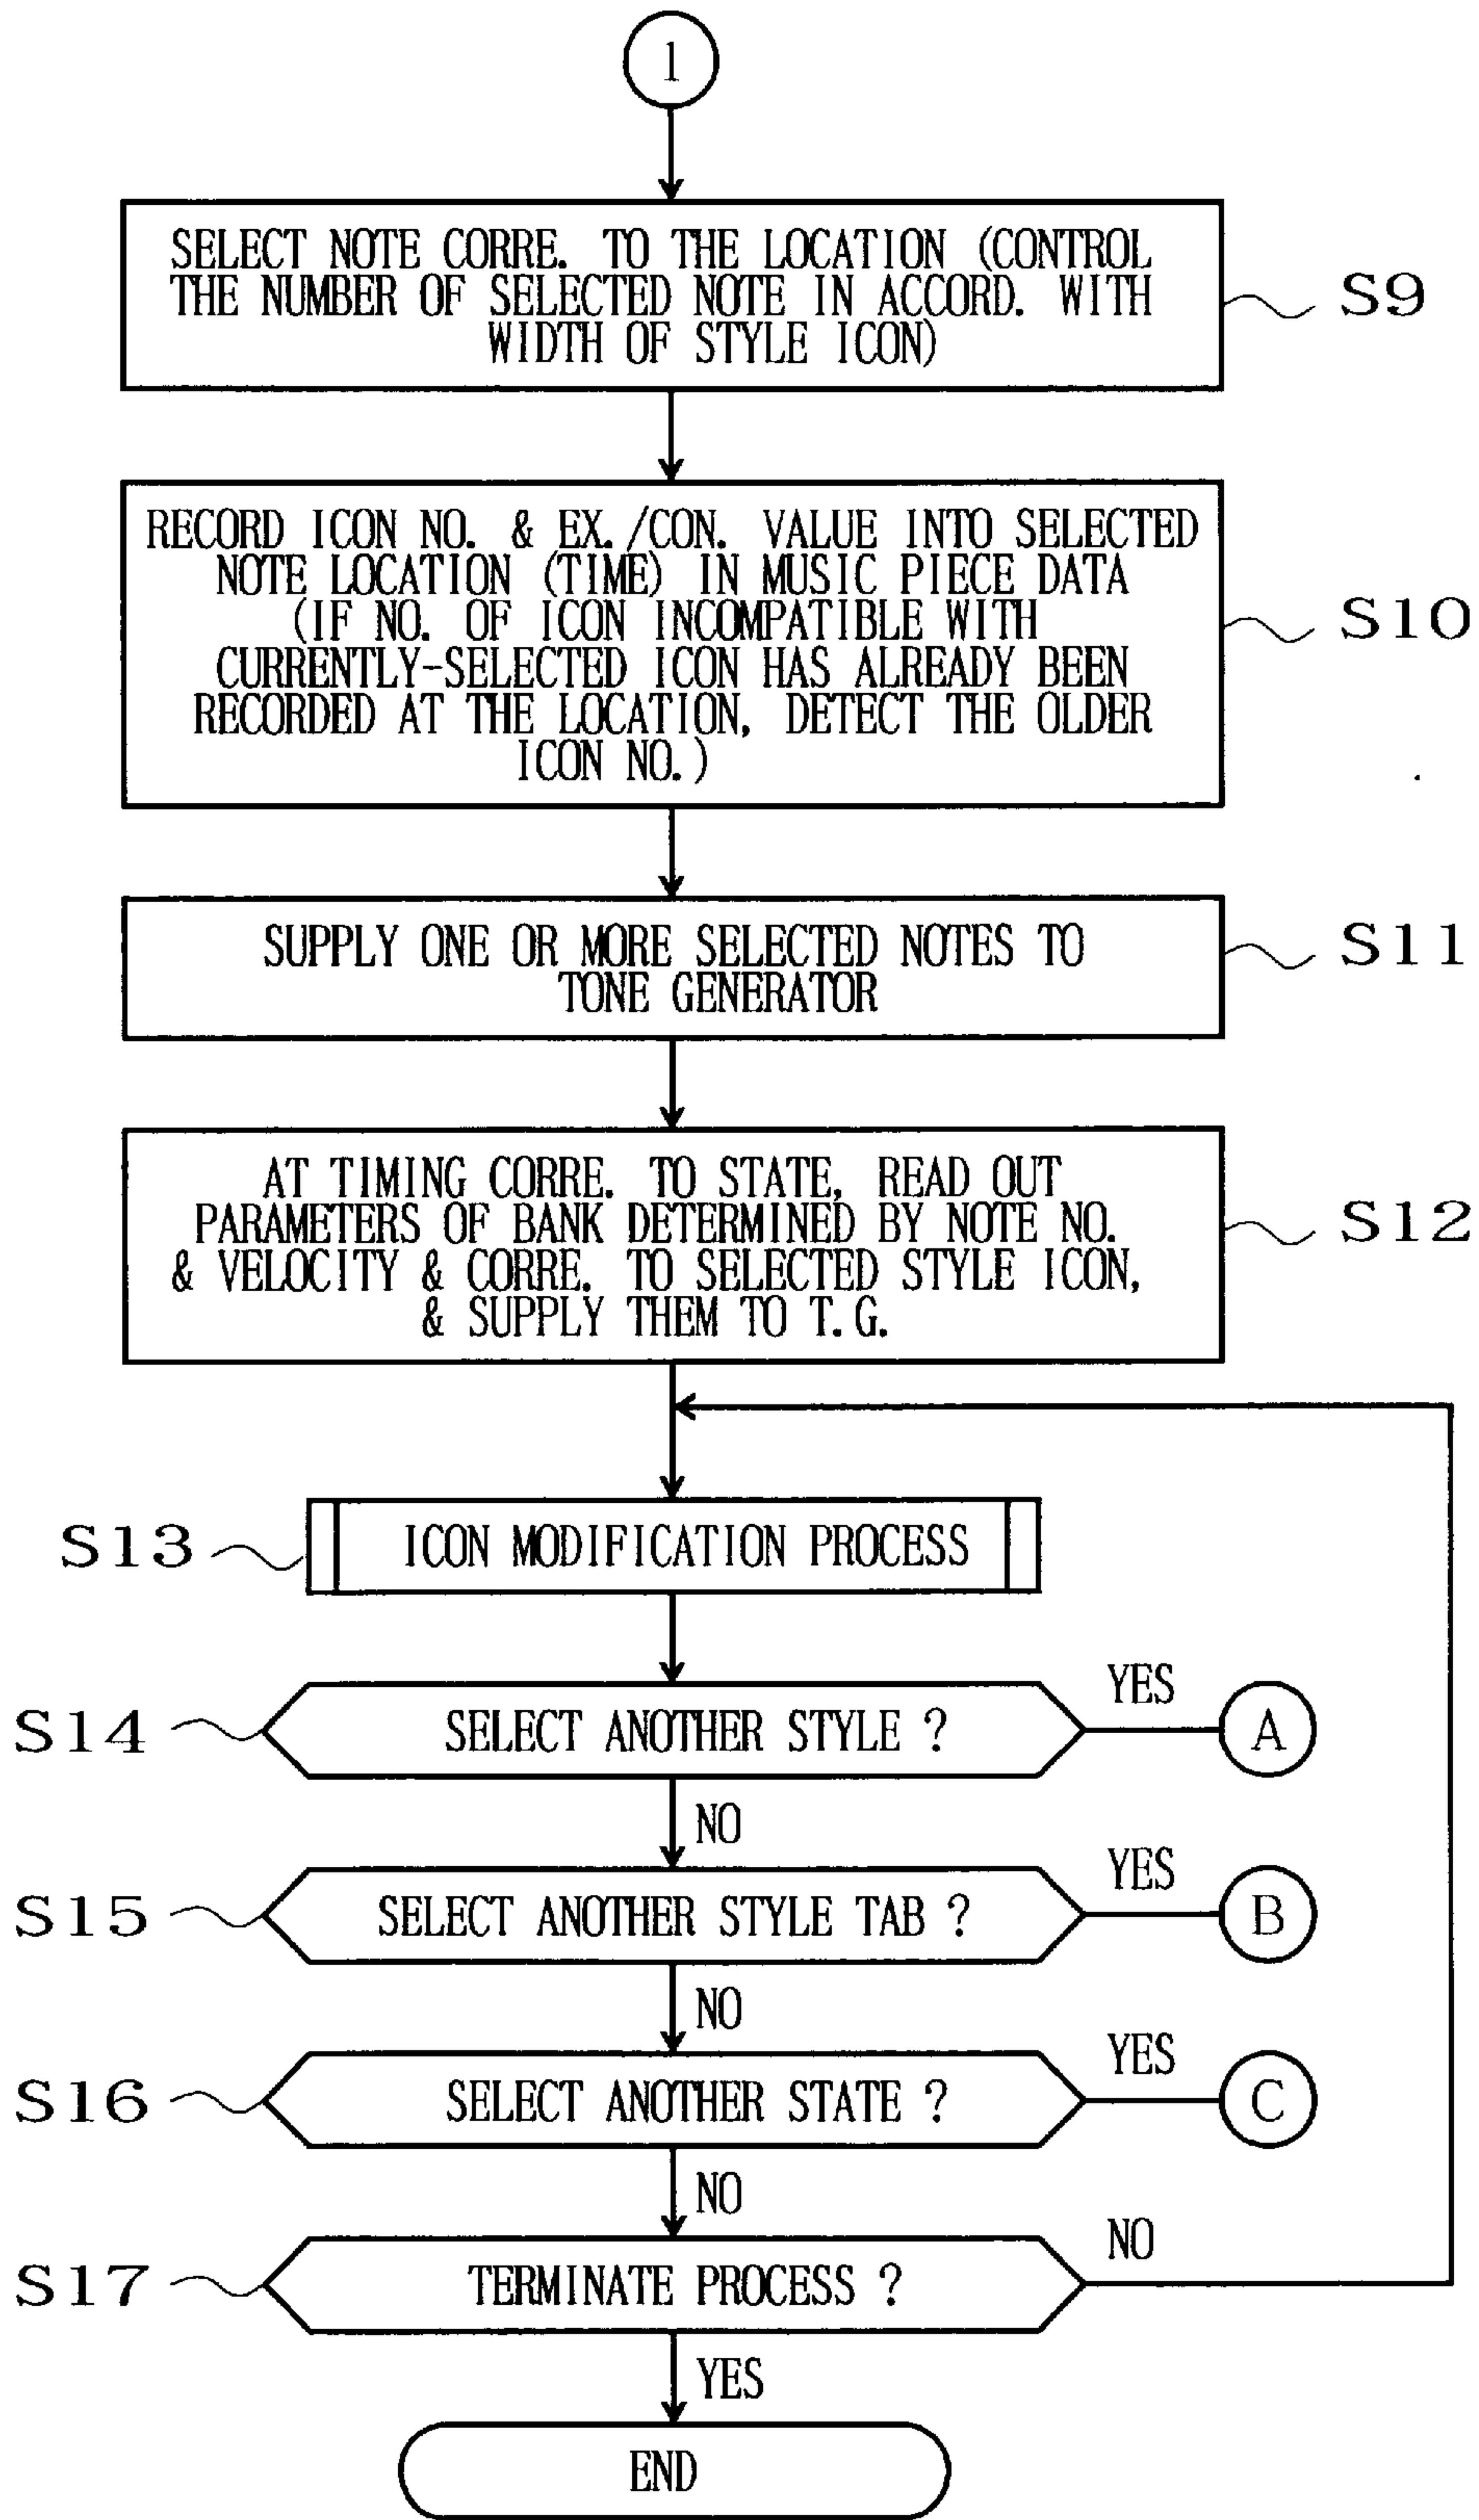 1
SELECT NOTE CORRE. TO THE LOCATION (CONTROL
THE NUMBER OF SELECTED NOTE IN ACCORD. WITH
WIDTH OF STYLE ICON)
S9
RECORD ICON NO. & EX./CON. VALUE INTO SELECTED
NOTE LOCATION (TIME) IN MUSIC PIECE DATA
(IF NO. OF ICON INCOMPATIBLE WITH
CURRENTLY-SELECTED ICON HAS ALREADY BEEN
RECORDED AT THE LOCATION, DETECT THE OLDER
ICON NO.)
S10
SUPPLY ONE OR MORE SELECTED NOTES TO
TONE GENERATOR
S11
AT TIMING CORRE. TO STATE, READ OUT
PARAMETERS OF BANK DETERMINED BY NOTE NO.
& VELOCITY & CORRE. TO SELECTED STYLE ICON,
& SUPPLY THEM TO T.G.
S12
S13
ICON MODIFICATION PROCESS
S14
SELECT ANOTHER STYLE ?
YES
A
NO
S15
SELECT ANOTHER STYLE TAB ?
YES
B
NO
S16
SELECT ANOTHER STATE ?
YES
C
NO
S17
TERMINATE PROCESS ?
NO
YES
END